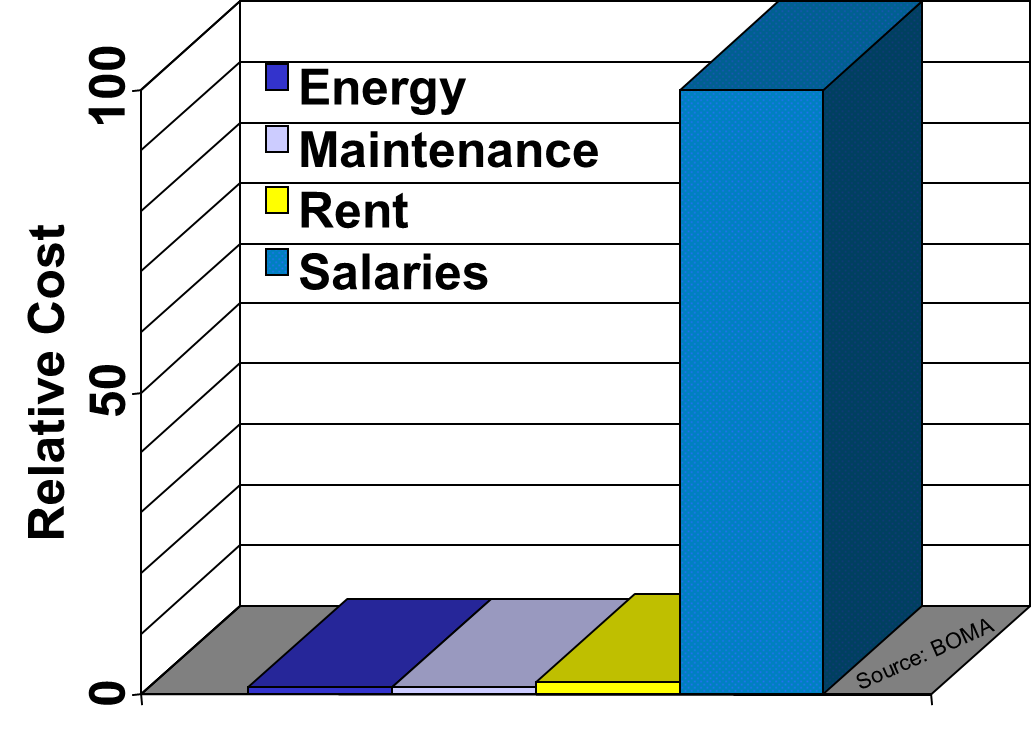 100
Energy
Maintenance
Rent
Salaries
Relative Cost
50
0
Source: BOMA